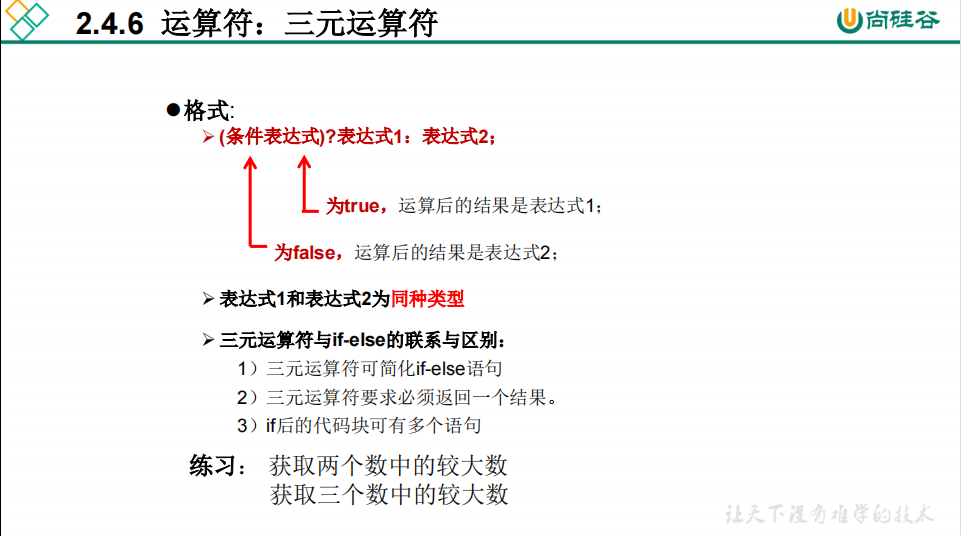 2.4.6 运算符：三元运算符
尚硅谷
●格式:
➢(条件表达式)?表达式1：表达式2；
为true，运算后的结果是表达式1；
为false，运算后的结果是表达式2；
➢表达式1和表达式2为同种类型
➢三元运算符与if-else的联系与区别：
1）三元运算符可简化if-else语句
2）三元运算符要求必须返回一个结果。
3）if后的代码块可有多个语句
练习： 获取两个数中的较大数
获取三个数中的较大数
让天下没有难学的技术